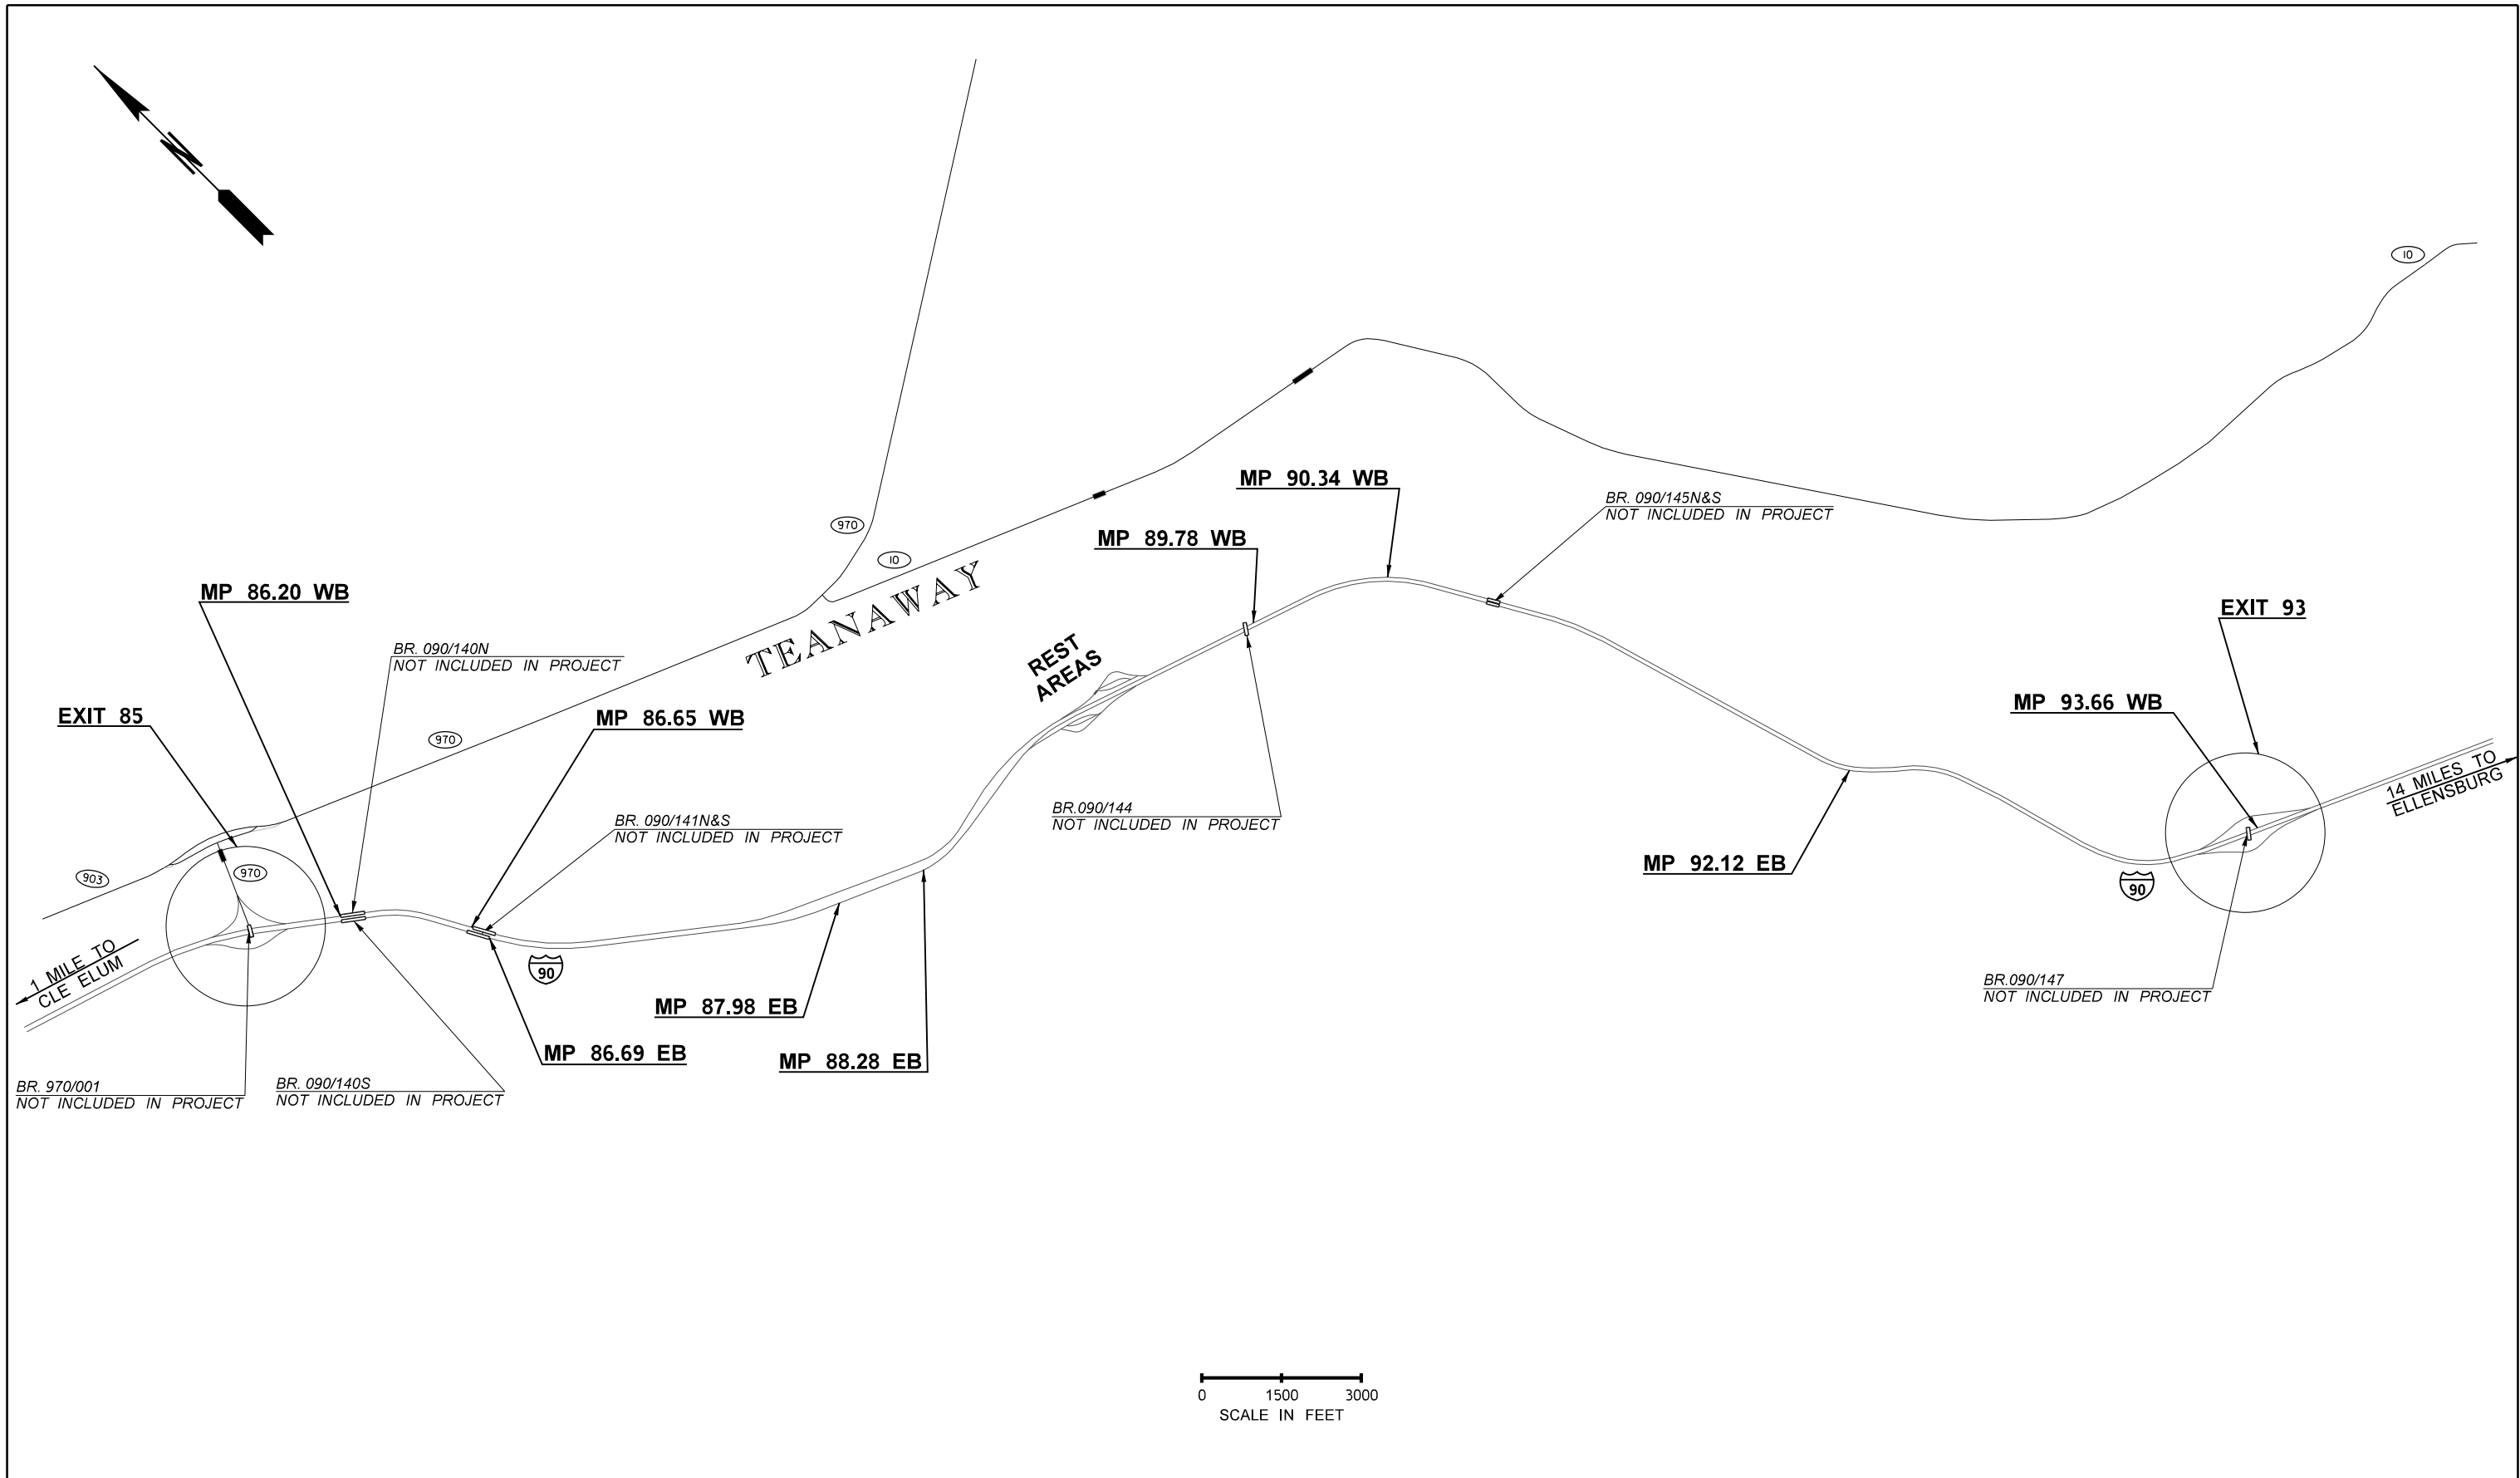 N
10
MP 90.34 WB
BR. 090/145N&S
NOT INCLUDED IN PROJECT
970
MP 89.78 WB
10
TEANAWAY
MP 86.20 WB
EXIT 93
BR. 090/140N
NOT INCLUDED IN PROJECT
REST
AREAS
EXIT 85
MP 86.65 WB
MP 93.66 WB
970
14 MILES TO
ELLENSBURG
BR.090/144
NOT INCLUDED IN PROJECT
BR. 090/141N&S
NOT INCLUDED IN PROJECT
MP 92.12 EB
903
970
90
1 MILE TO
CLE ELUM
90
BR.090/147
NOT INCLUDED IN PROJECT
MP 87.98 EB
MP 86.69 EB
MP 88.28 EB
BR. 970/001
NOT INCLUDED IN PROJECT
BR. 090/140S
NOT INCLUDED IN PROJECT
0 1500 3000
SCALE IN FEET